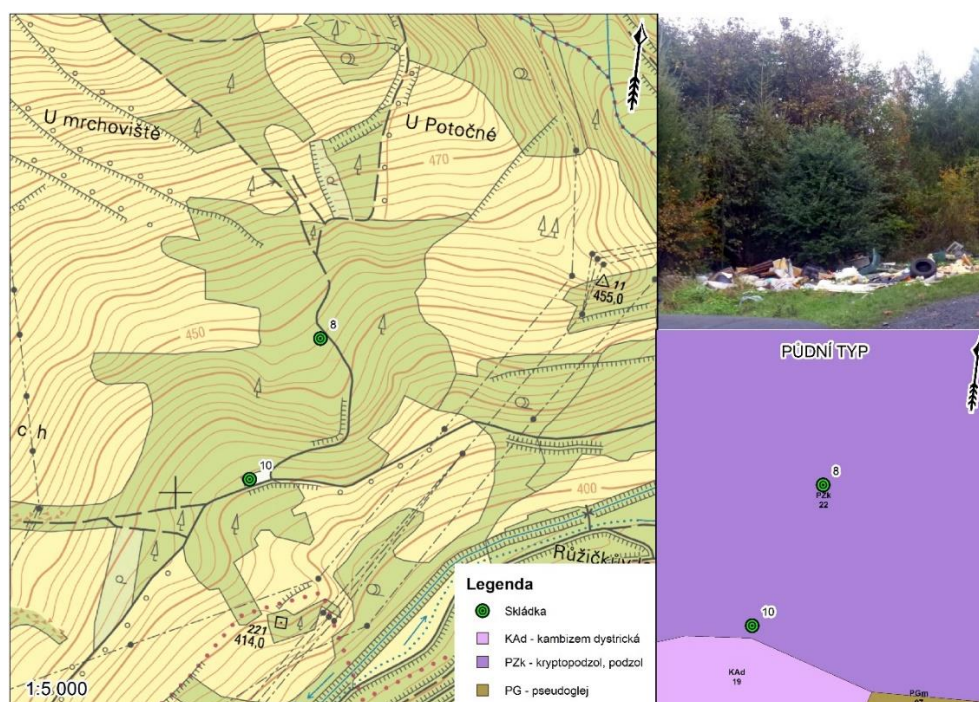 U mrchoviště
U Potočné
470
11
455,0
8
450
c h
10
400
Růžičkův
221
414,0
1:5 000
Legenda
Skládka
KAd - kambizem dystrická
PZk - kryptopodzol, podzol
PG - pseudoglej
PŮDNÍ TYP
8
PZk
22
10
KAd
19
PGm